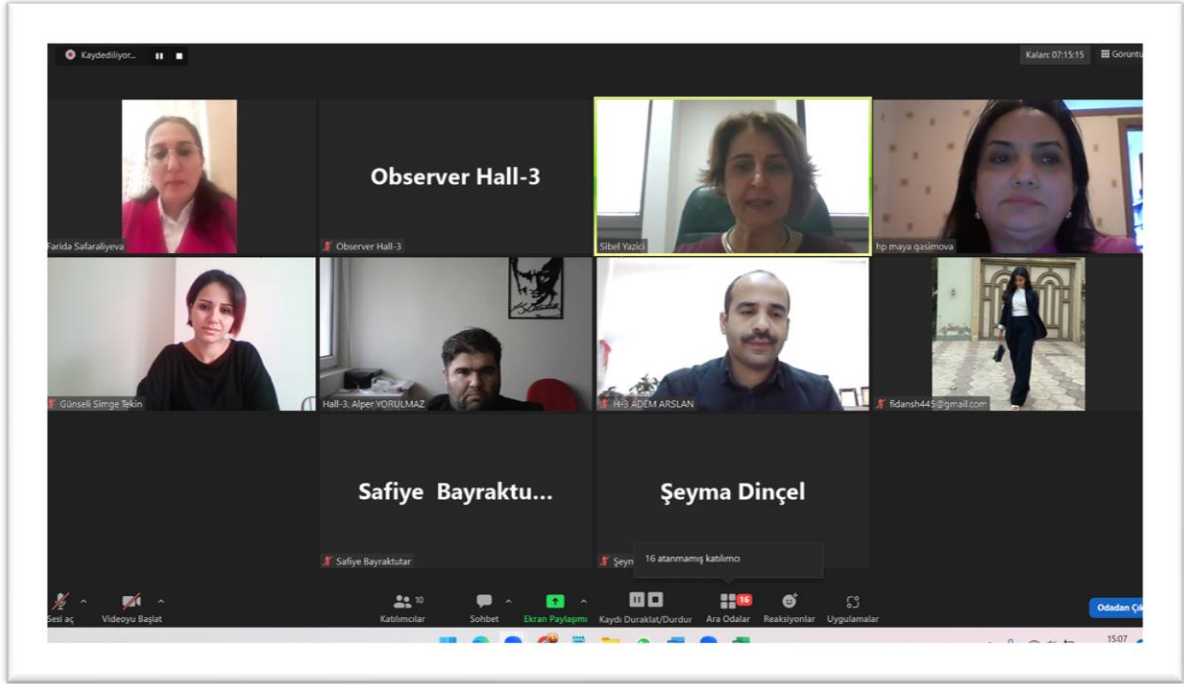 Kaydediliyor...
Kalan: 07:15:15
Görüntü
Observer Hall-3
Farida Safaraliyeva
Observer Hall-3
Sibel Yazici
hp maya qasimova
Günseli Simge Tekin
Hall-3, Alper YORULMAZ
H-3 ADEM ARSLAN
fidansh445@gmail.com
Safiye Bayraktu...
Şeyma Dinçel
Safiye Bayraktutar
Şeym
16 atanmamış katılımcı
10
16
Sesi aç
Videoyu Başlat
Katılımcılar
Sohbet
Ekran Paylaşımı
Kaydı Duraklat/Durdur
Ara Odalar
Reaksiyonlar
Uygulamalar
Odadan Çık
15:07